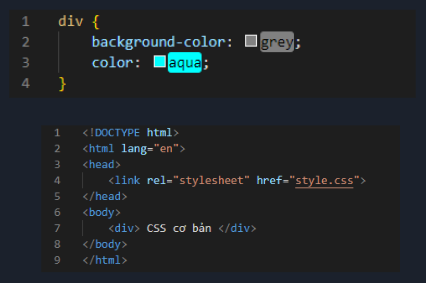 1 div {
2 background-color: grey;
3 color: aqua;
4 }
1 <!DOCTYPE html>
2 <html lang="en">
3 <head>
4 <link rel="stylesheet" href="style.css">
5 </head>
6 <body>
7 <div> CSS cơ bản </div>
8 </body>
9 </html>